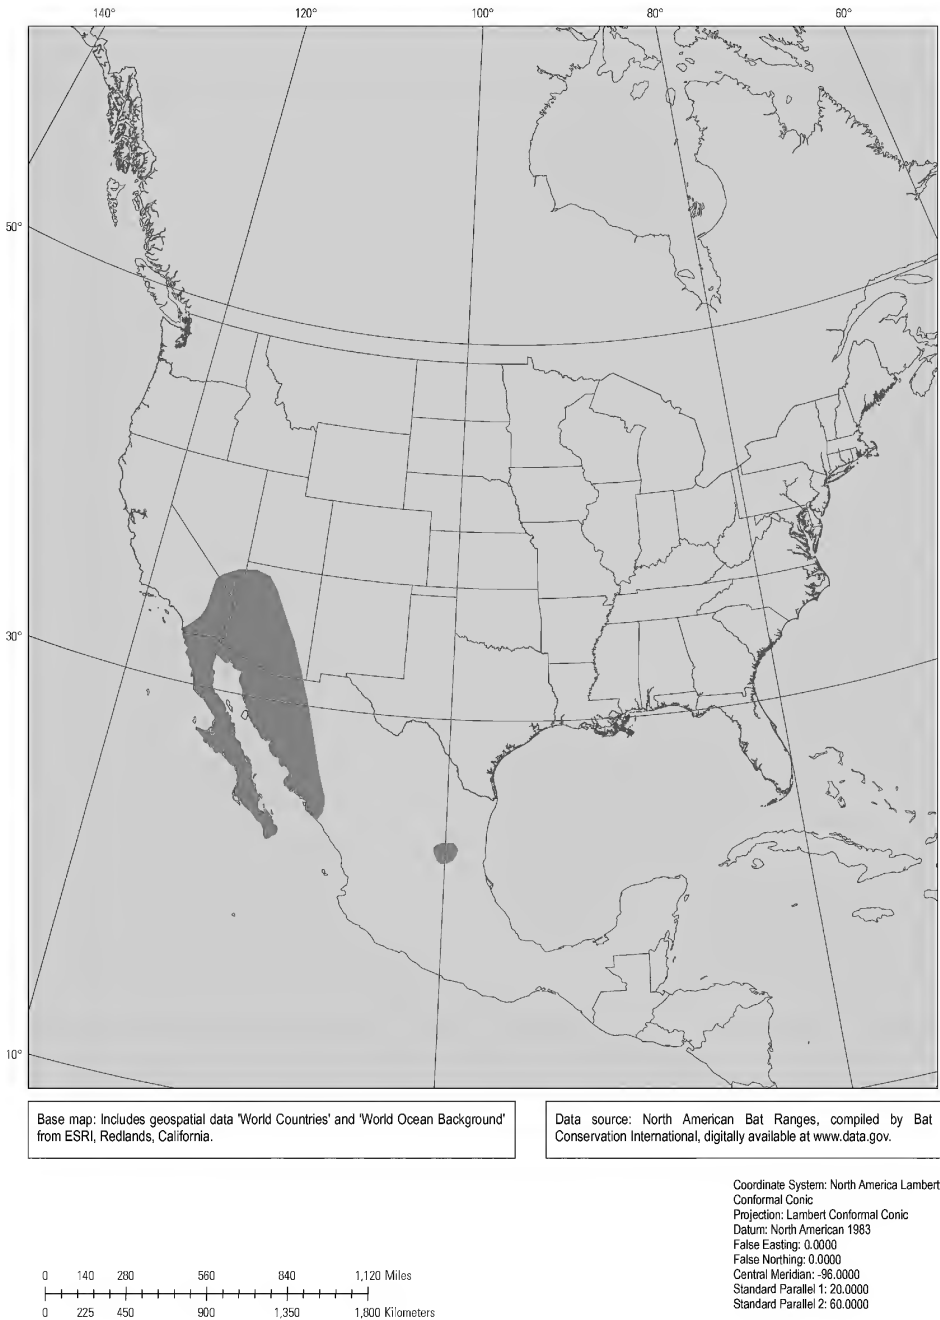 140° 120° 100° 80° 60°
50°
30°
10°
Base map: Includes geospatial data 'World Countries' and 'World Ocean Background'
from ESRI, Redlands, California.
Data source: North American Bat Ranges, compiled by Bat
Conservation International, digitally available at www.data.gov.
Coordinate System: North America Lambert
Conformal Conic
Projection: Lambert Conformal Conic
Datum: North American 1983
False Easting: 0.0000
False Northing: 0.0000
Central Meridian: -96.0000
Standard Parallel 1: 20.0000
Standard Parallel 2: 60.0000
0 140 280 560 840 1,120 Miles
0 225 450 900 1,350 1,800 Kilometers